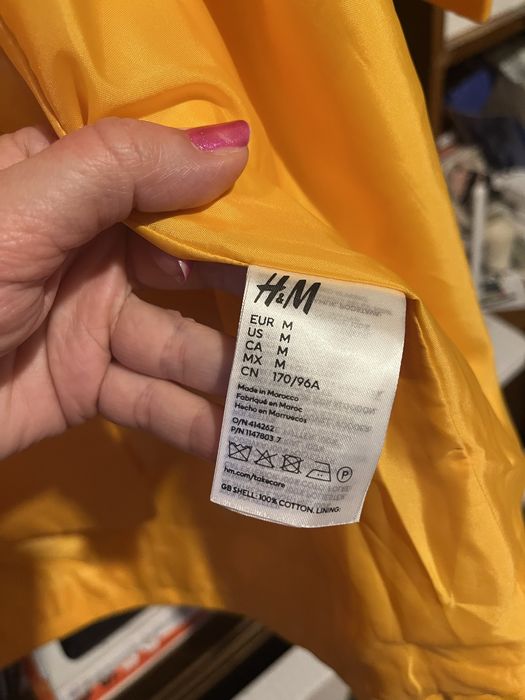 H&M
EUR M
US M
CA M
MX M
CN 170/96A
Made in Morocco
Fabriqué en Maroc
Hecho en Marruecos
O/N 414262
P/N 1147803 7
P
hm.com/takecare
GB SHELL: 100% COTTON. LINING: